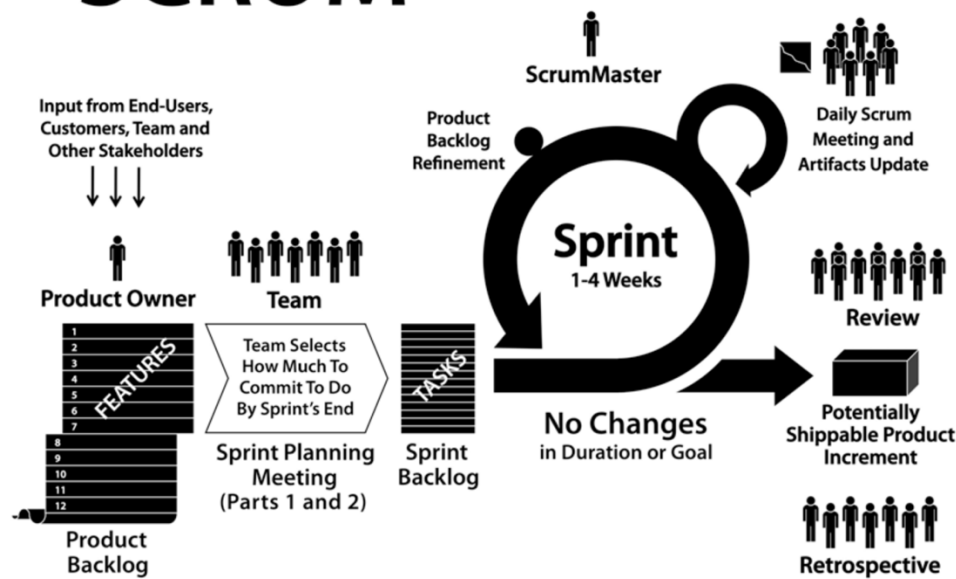 SCRUM
ScrumMaster
Input from End-Users,
Customers, Team and
Other Stakeholders
Product
Backlog
Refinement
Daily Scrum
Meeting and
Artifacts Update
Product Owner
Team
Sprint
1-4 Weeks
Review
1
2
3
4
5
6
7
8
9
10
11
12
FEATURES
Team Selects
How Much To
Commit To Do
By Sprint's End
TASKS
No Changes
in Duration or Goal
Potentially
Shippable Product
Increment
Sprint Planning
Meeting
(Parts 1 and 2)
Sprint
Backlog
Product
Backlog
Retrospective